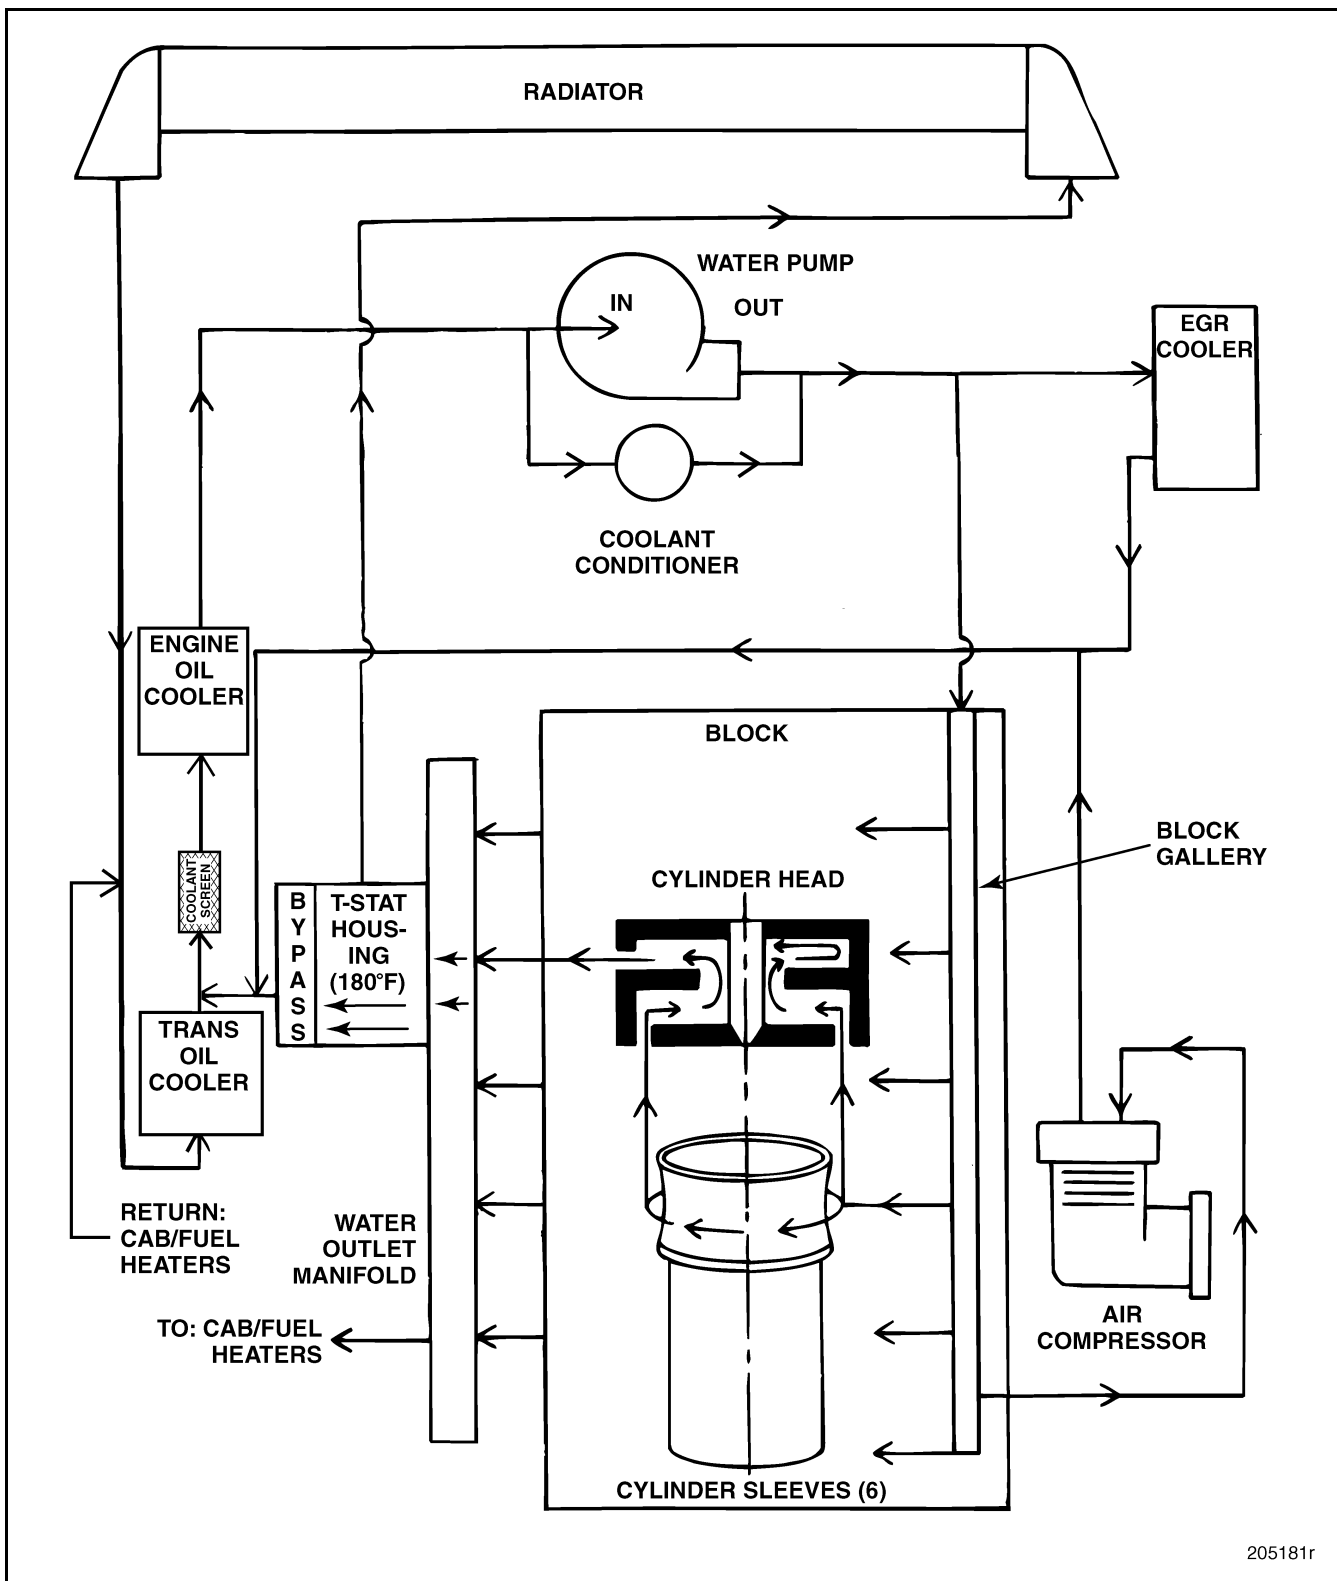 RADIATOR
WATER PUMP
IN
OUT
EGR
COOLER
COOLANT
CONDITIONER
ENGINE
OIL
COOLER
BLOCK
BLOCK
GALLERY
COOLANT
SCREEN
CYLINDER HEAD
BYPASS
T-STAT
HOUS-
ING
(180°F)
TRANS
OIL
COOLER
RETURN:
CAB/FUEL
HEATERS
WATER
OUTLET
MANIFOLD
TO: CAB/FUEL
HEATERS
AIR
COMPRESSOR
CYLINDER SLEEVES (6)
205181r